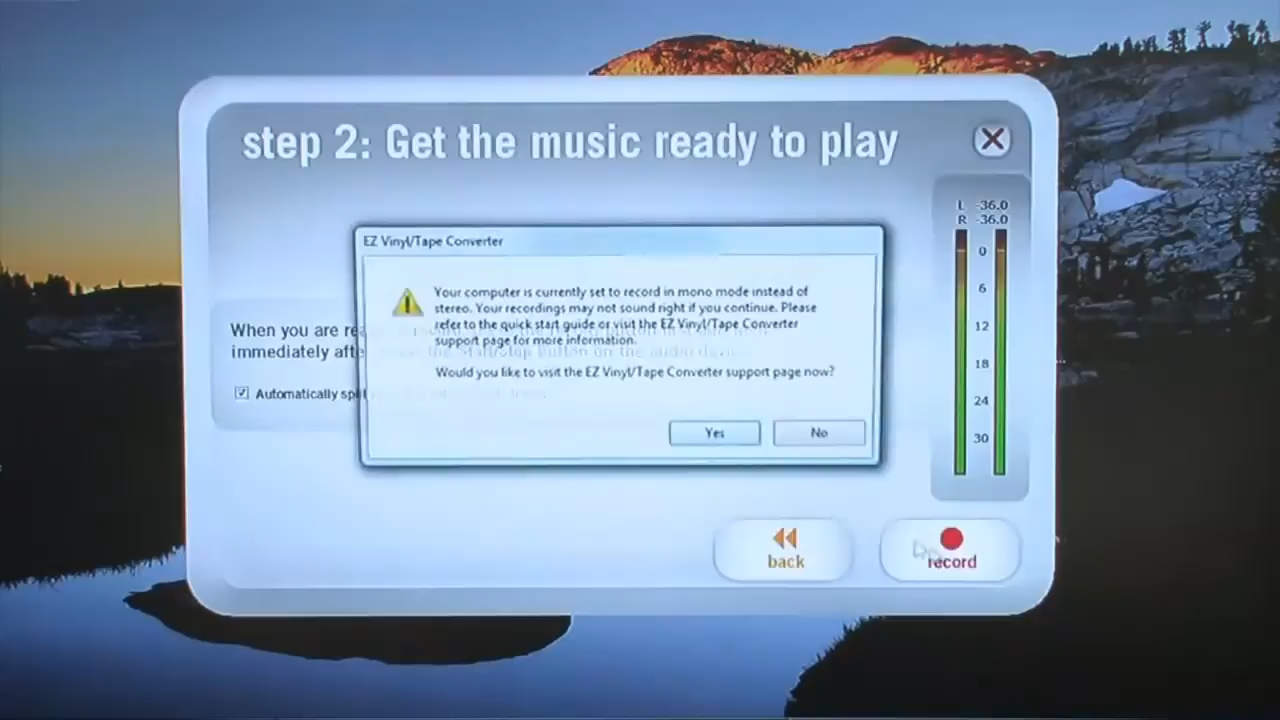 step 2: Get the music ready to play
L -36.0
R -36.0
EZ Vinyl/Tape Converter
0
6
12
18
24
30
Your computer is currently set to record in mono mode instead of
stereo. Your recordings may not sound right if you continue. Please
refer to the quick start guide or visit the EZ Vinyl/Tape Converter
support page for more information.
Would you like to visit the EZ Vinyl/Tape Converter support page now?
Yes No
When you are
immediately
Automatically
back
record